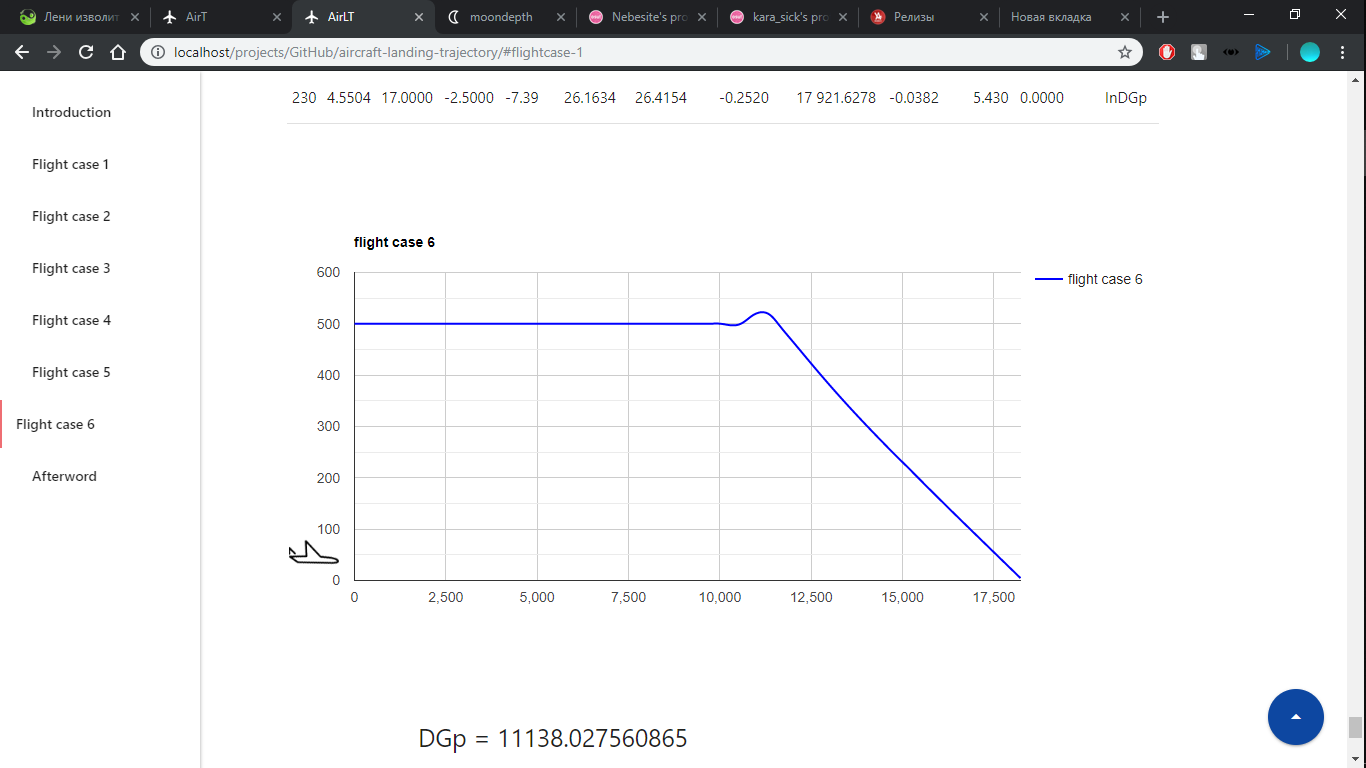 Лени изволит AirT AirLT moondepth Nebesite's pro kara_sick's pro Релизы Новая вкладка
localhost/projects/GitHub/aircraft-landing-trajectory/#flightcase-1
230 4.5504 17.0000 -2.5000 -7.39 26.1634 26.4154 -0.2520 17 921.6278 -0.0382 5.430 0.0000 InDGp
Introduction
Flight case 1
Flight case 2
Flight case 3
Flight case 4
Flight case 5
Flight case 6
Afterword
flight case 6
600
500
400
300
200
100
0
0 2,500 5,000 7,500 10,000 12,500 15,000 17,500
flight case 6
DGp = 11138.027560865